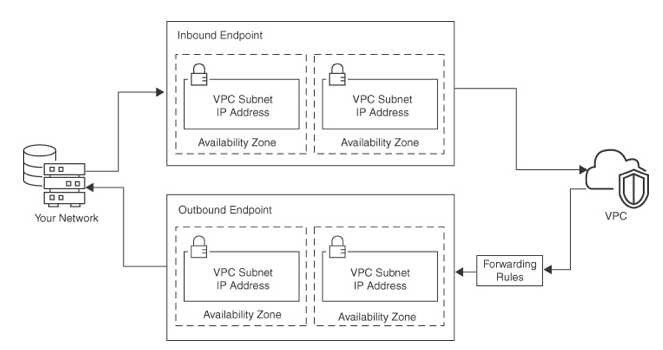 Inbound Endpoint
VPC Subnet
IP Address
Availability Zone
VPC Subnet
IP Address
Availability Zone
Your Network
VPC
Outbound Endpoint
VPC Subnet
IP Address
Availability Zone
VPC Subnet
IP Address
Availability Zone
Forwarding
Rules